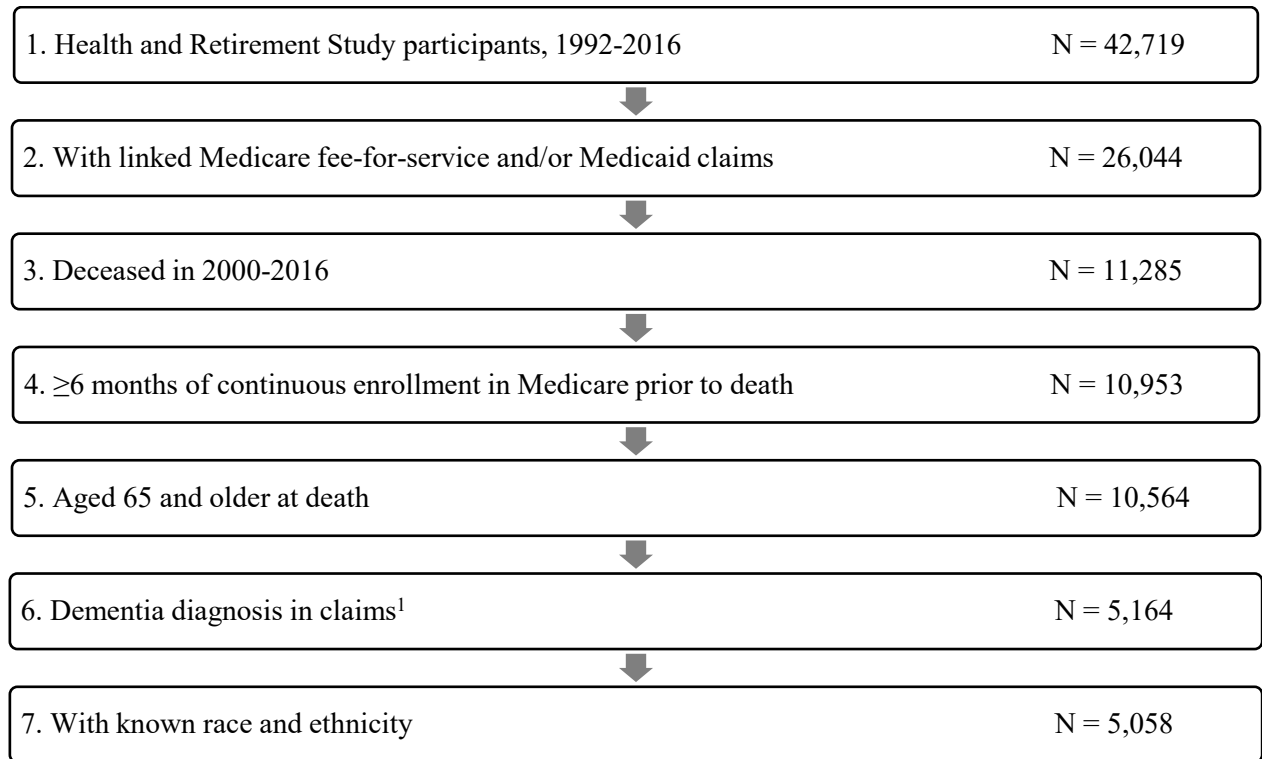 1. Health and Retirement Study participants, 1992-2016 N = 42,719
2. With linked Medicare fee-for-service and/or Medicaid claims N = 26,044
3. Deceased in 2000-2016 N = 11,285
4. ≥6 months of continuous enrollment in Medicare prior to death N = 10,953
5. Aged 65 and older at death N = 10,564
6. Dementia diagnosis in claims¹ N = 5,164
7. With known race and ethnicity N = 5,058